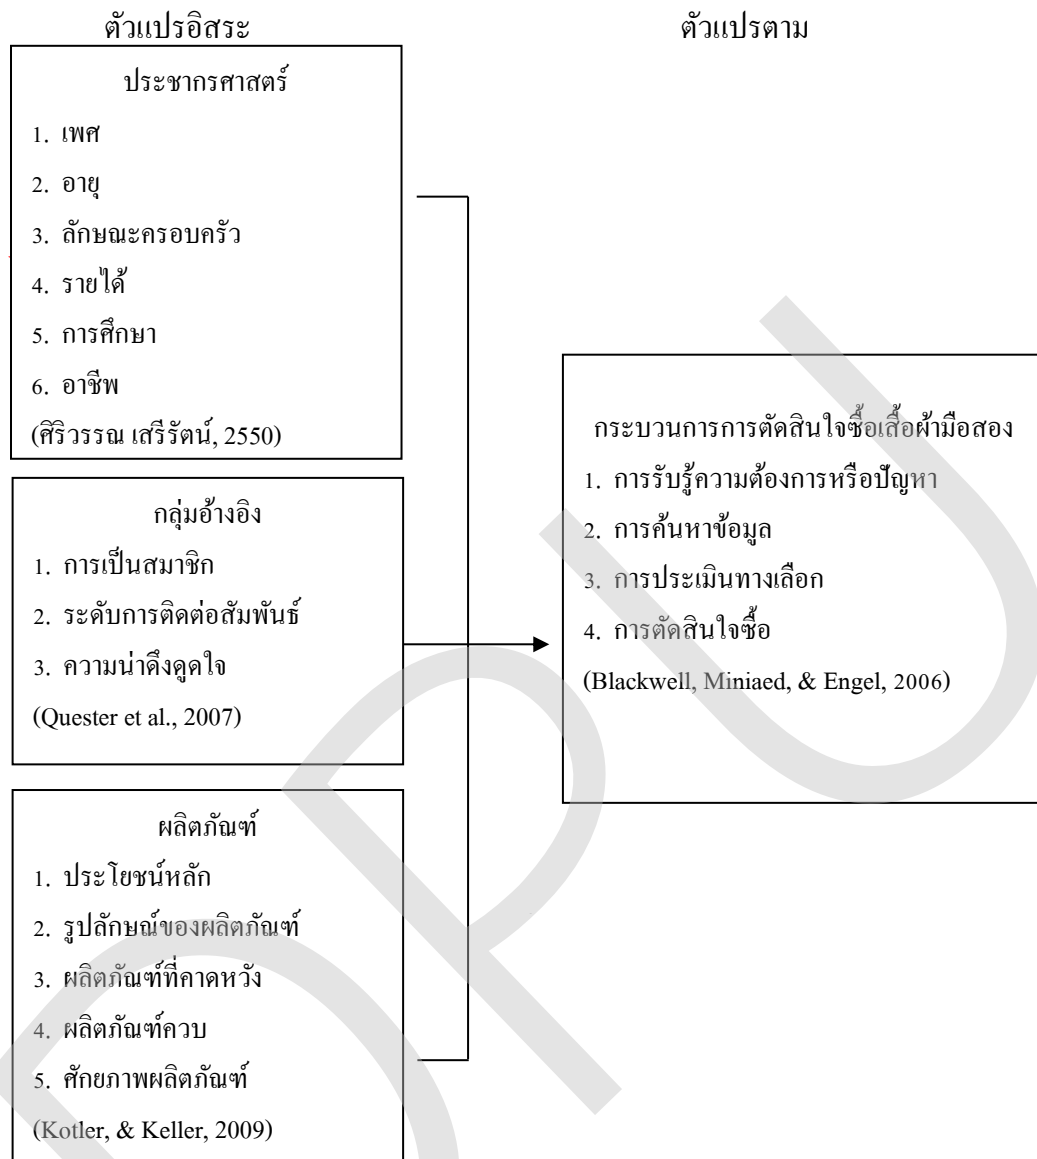 ตัวแปรอิสระ
ตัวแปรตาม
ประชากรศาสตร์
1. เพศ
2. อายุ
3. ลักษณะครอบครัว
4. รายได้
5. การศึกษา
6. อาชีพ
(ศิริวรรณ เสรีรัตน์, 2550)
กลุ่มอ้างอิง
1. การเป็นสมาชิก
2. ระดับการติดต่อสัมพันธ์
3. ความน่าดึงดูดใจ
(Quester et al., 2007)
ผลิตภัณฑ์
1. ประโยชน์หลัก
2. รูปลักษณ์ของผลิตภัณฑ์
3. ผลิตภัณฑ์ที่คาดหวัง
4. ผลิตภัณฑ์ควบ
5. ศักยภาพผลิตภัณฑ์
(Kotler, & Keller, 2009)
กระบวนการการตัดสินใจซื้อเสื้อผ้ามือสอง
1. การรับรู้ความต้องการหรือปัญหา
2. การค้นหาข้อมูล
3. การประเมินทางเลือก
4. การตัดสินใจซื้อ
(Blackwell, Miniaed, & Engel, 2006)
DPU